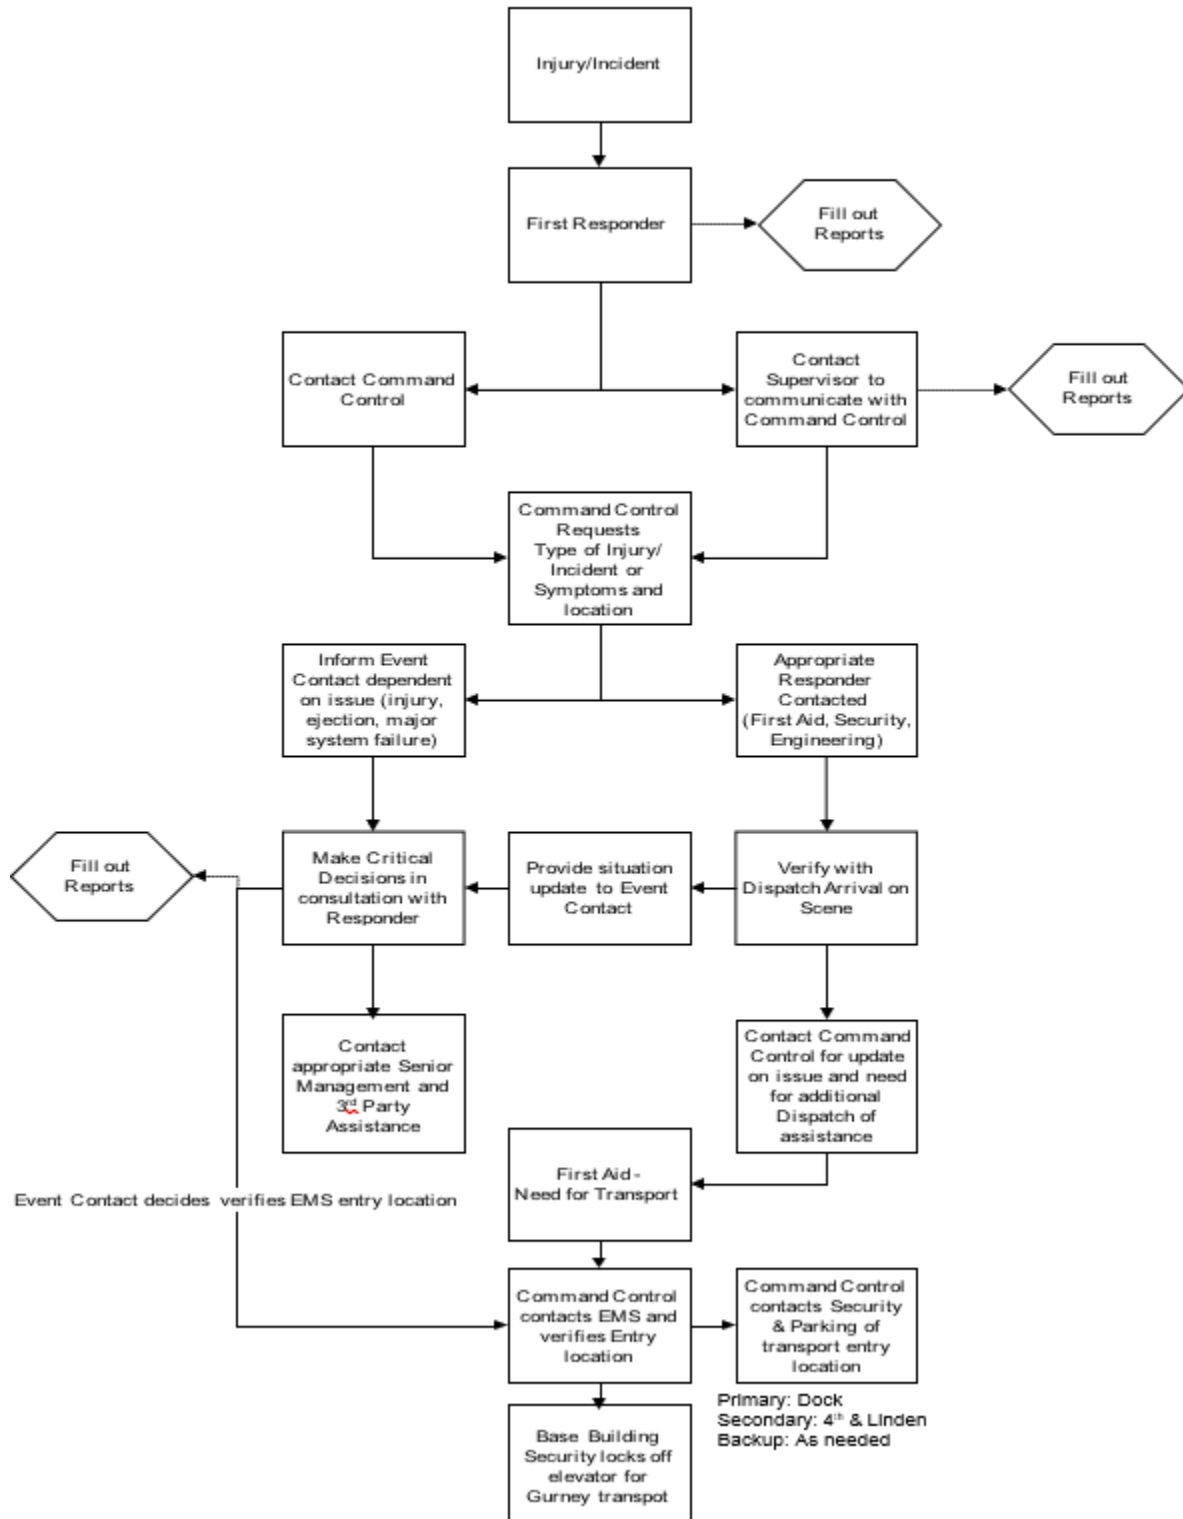 Injury/Incident
First Responder
Fill out
Reports
Contact Command
Control
Contact
Supervisor to
communicate with
Command Control
Fill out
Reports
Command Control
Requests
Type of Injury/
Incident or
Symptoms and
location
Inform Event
Contact dependent
on issue (injury,
ejection, major
system failure)
Appropriate
Responder
Contacted
(First Aid, Security,
Engineering)
Fill out
Reports
Make Critical
Decisions in
consultation with
Responder
Provide situation
update to Event
Contact
Verify with
Dispatch Arrival on
Scene
Contact
appropriate Senior
Management and
3rd Party
Assistance
Contact Command
Control for update
on issue and need
for additional
Dispatch of
assistance
First Aid -
Need for Transport
Event Contact decides verifies EMS entry location
Command Control
contacts EMS and
verifies Entry
location
Command Control
contacts Security
& Parking of
transport entry
location
Primary: Dock
Secondary: 4th & Linden
Backup: As needed
Base Building
Security locks off
elevator for
Gurney transpot